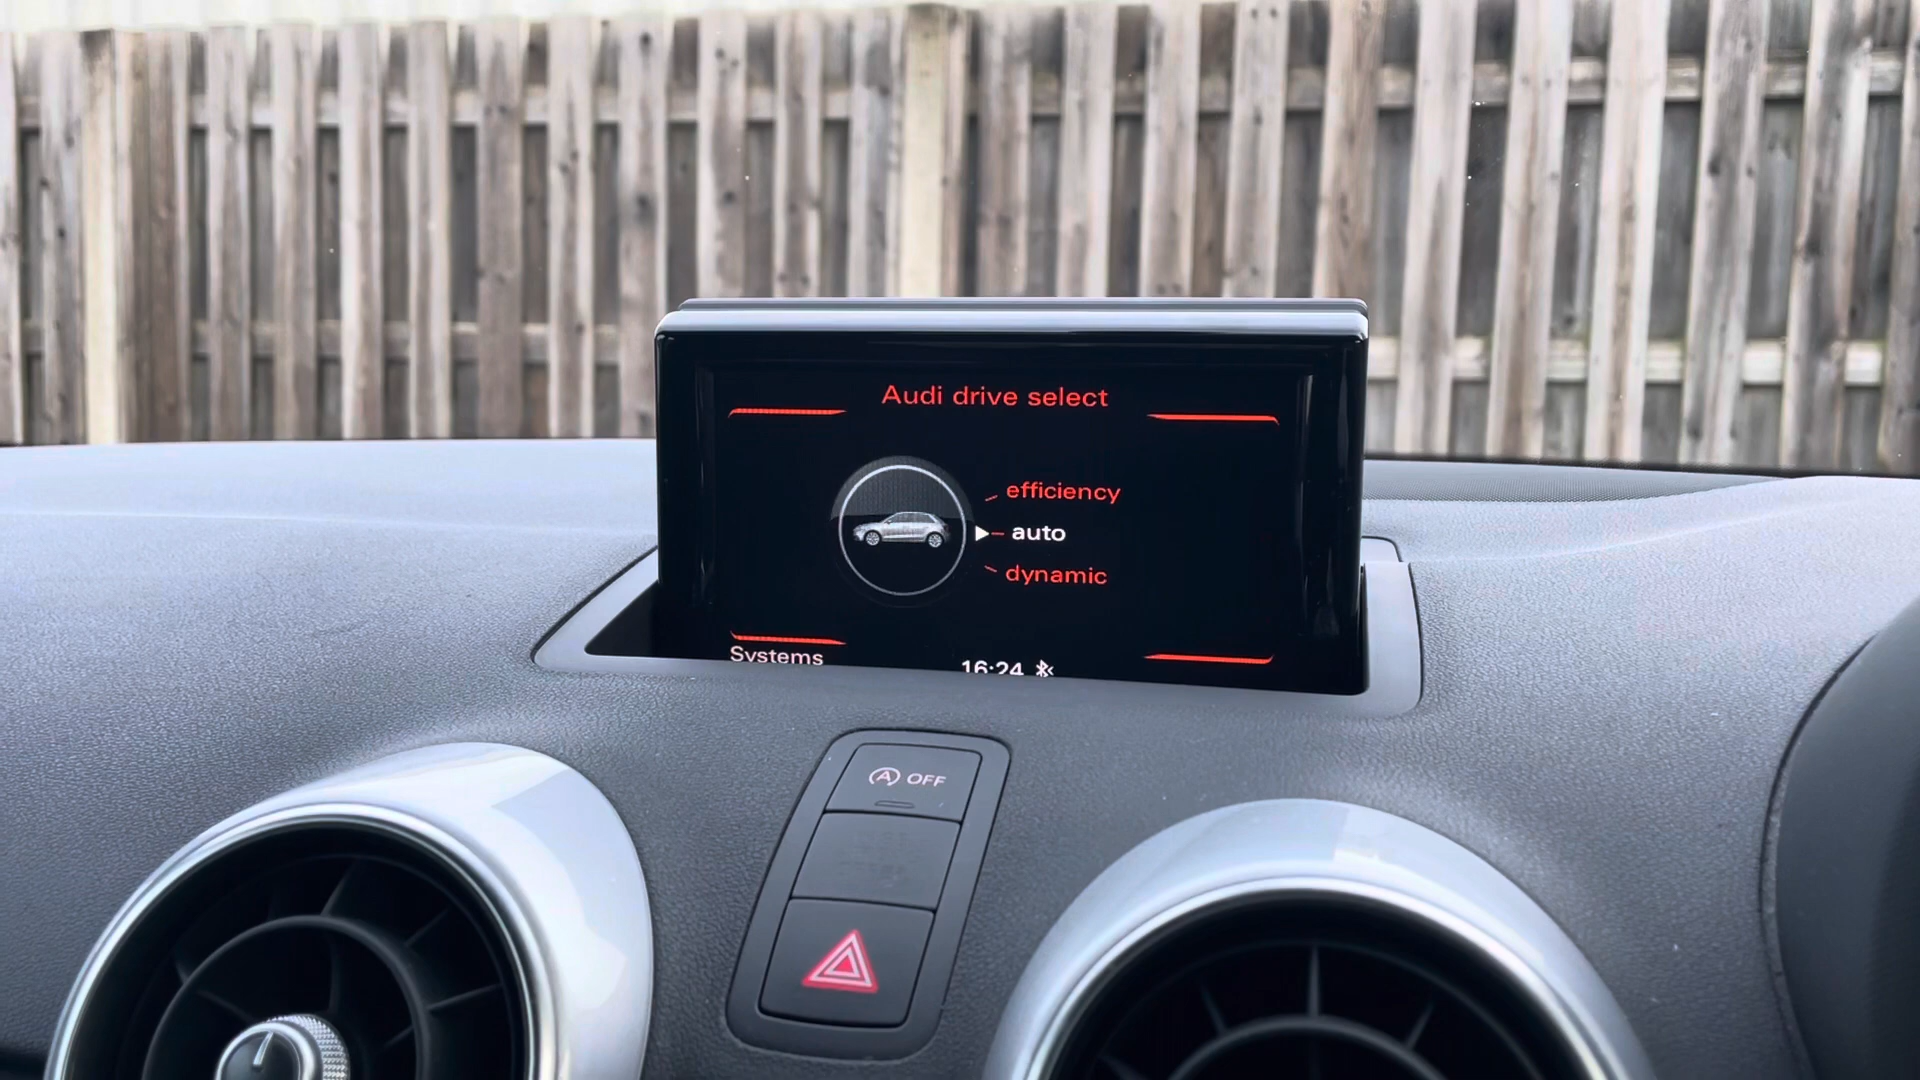 Audi drive select
efficiency
auto
dynamic
Systems
16:24
A OFF